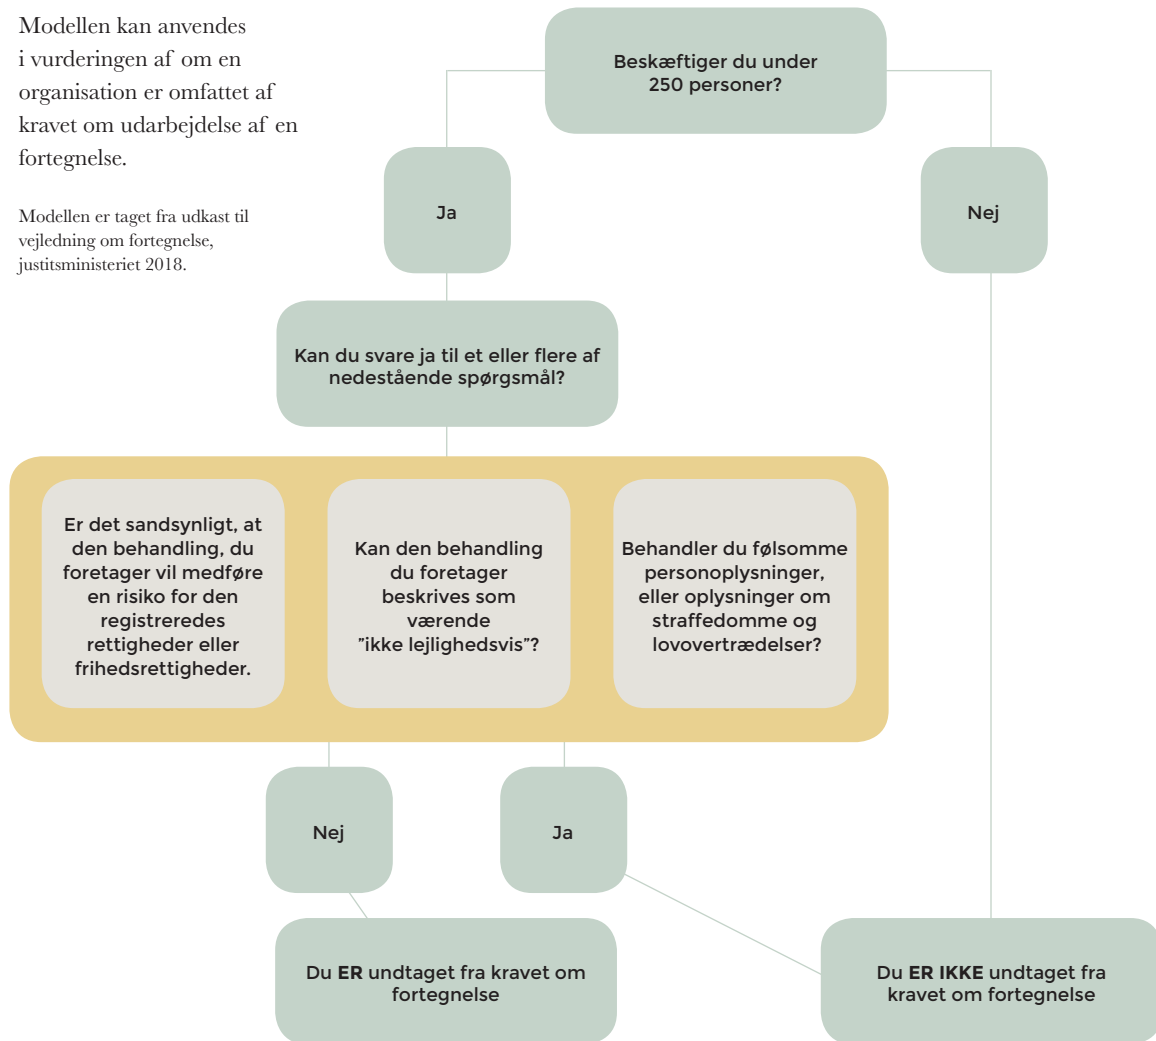 Modellen kan anvendes
i vurderingen af om en
organisation er omfattet af
kravet om udarbejdelse af en
fortegnelse.
Modellen er taget fra udkast til
vejledning om fortegnelse,
justitsministeriet 2018.
Beskæftiger du under
250 personer?
Ja
Nej
Kan du svare ja til et eller flere af
nedestående spørgsmål?
Er det sandsynligt, at
den behandling, du
foretager vil medføre
en risiko for den
registreredes
rettigheder eller
frihedsrettigheder.
Kan den behandling
du foretager
beskrives som
værende
”ikke lejlighedsvis”?
Behandler du følsomme
personoplysninger,
eller oplysninger om
straffedomme og
lovovertrædelser?
Nej
Ja
Du ER undtaget fra kravet om
fortegnelse
Du ER IKKE undtaget fra
kravet om fortegnelse